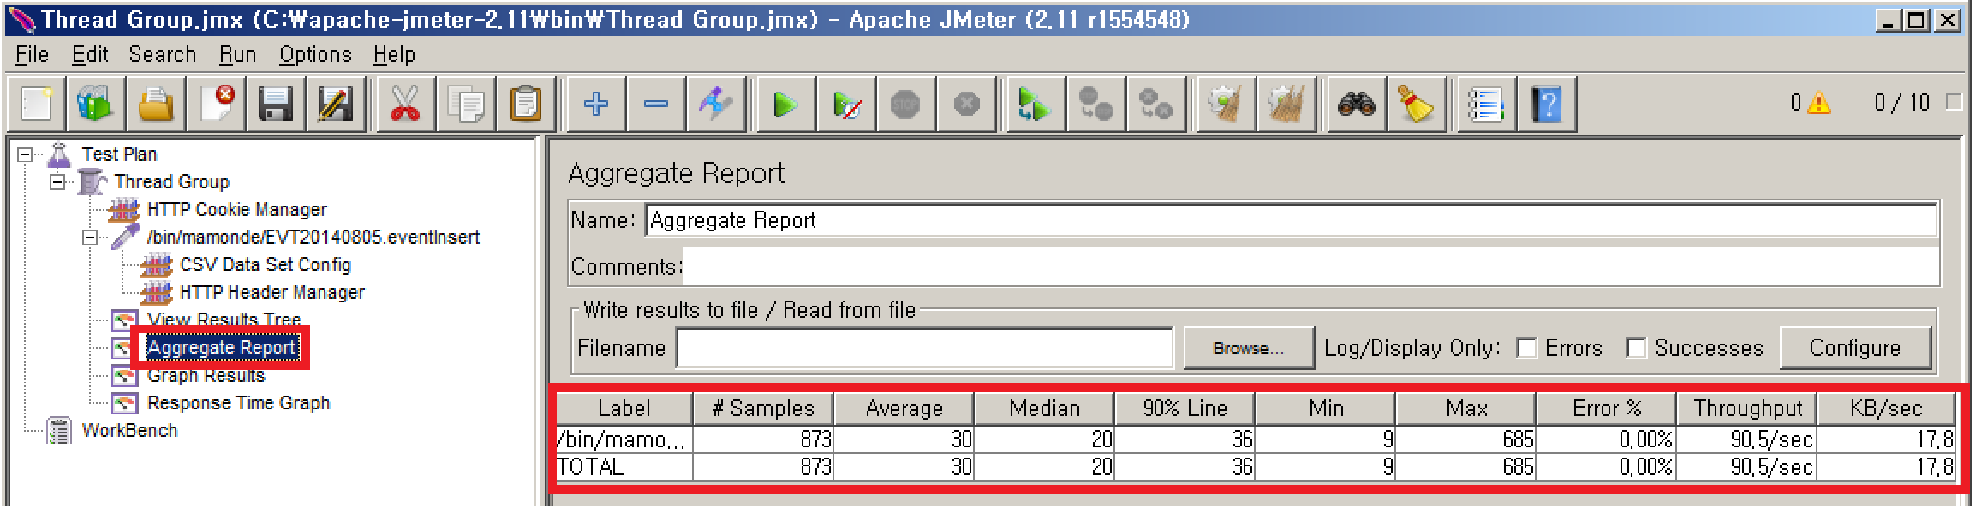 Thread Group.jmx (C:₩apache-jmeter-2.11₩bin₩Thread Group.jmx) - Apache JMeter (2.11 r1554548)
File Edit Search Run Options Help
STOP
0 0 / 10
?
Test Plan
Thread Group
HTTP Cookie Manager
/bin/mamonde/EVT20140805.eventInsert
CSV Data Set Config
HTTP Header Manager
View Results Tree
Aggregate Report
Graph Results
Response Time Graph
WorkBench
Aggregate Report
Name: Aggregate Report
Comments:
Write results to file / Read from file
Filename Browse... Log/Display Only: Errors Successes Configure
Label # Samples Average Median 90% Line Min Max Error % Throughput KB/sec
/bin/mamo... 873 30 20 36 9 685 0.00% 90.5/sec 17.8
TOTAL 873 30 20 36 9 685 0.00% 90.5/sec 17.8